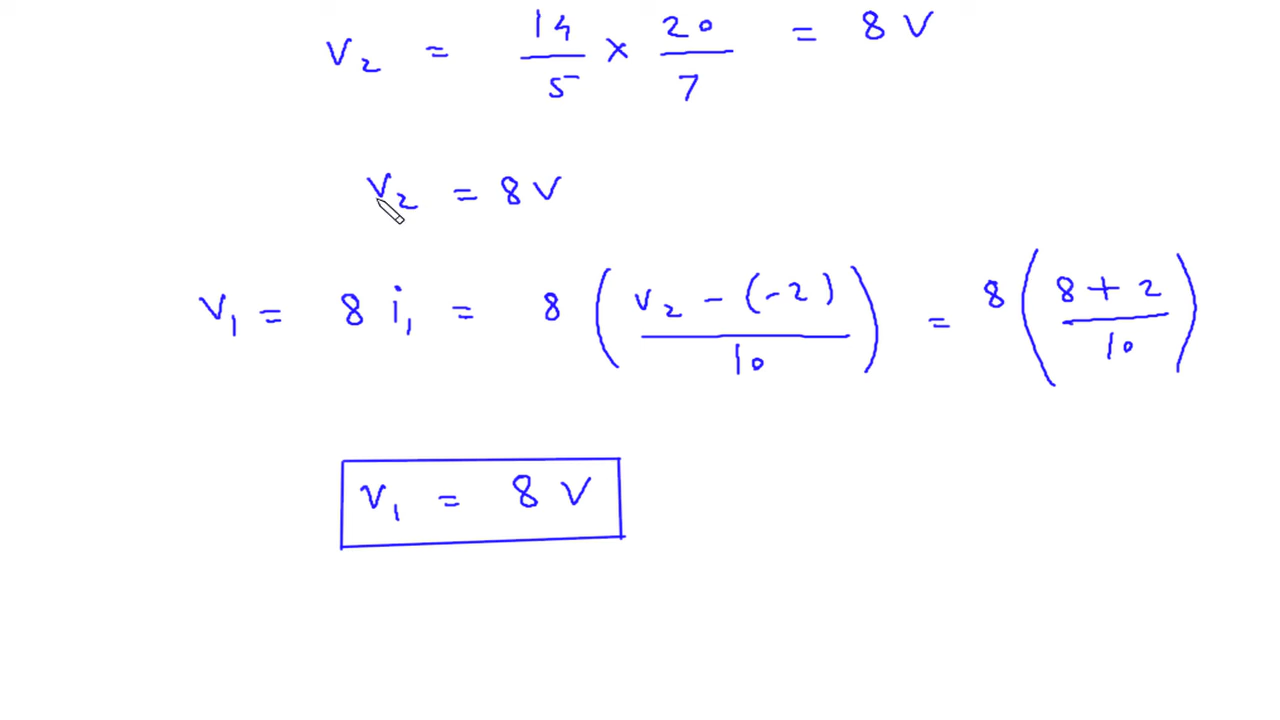 V₂ = 14/5 × 20/7 = 8 V
V₂ = 8 V
V₁ = 8 i₁ = 8 ( (V₂ - (-2)) / 10 ) = 8 ( (8 + 2) / 10 )
V₁ = 8 V